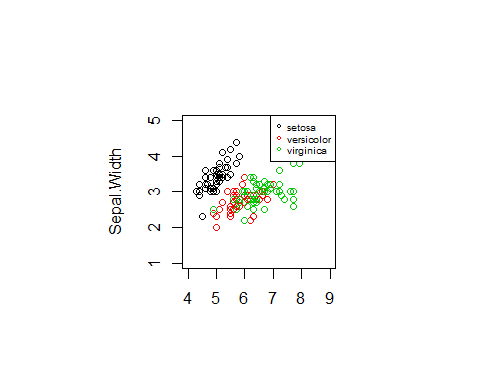 Sepal.Width
5
4
3
2
1
setosa
versicolor
virginica
4 5 6 7 8 9